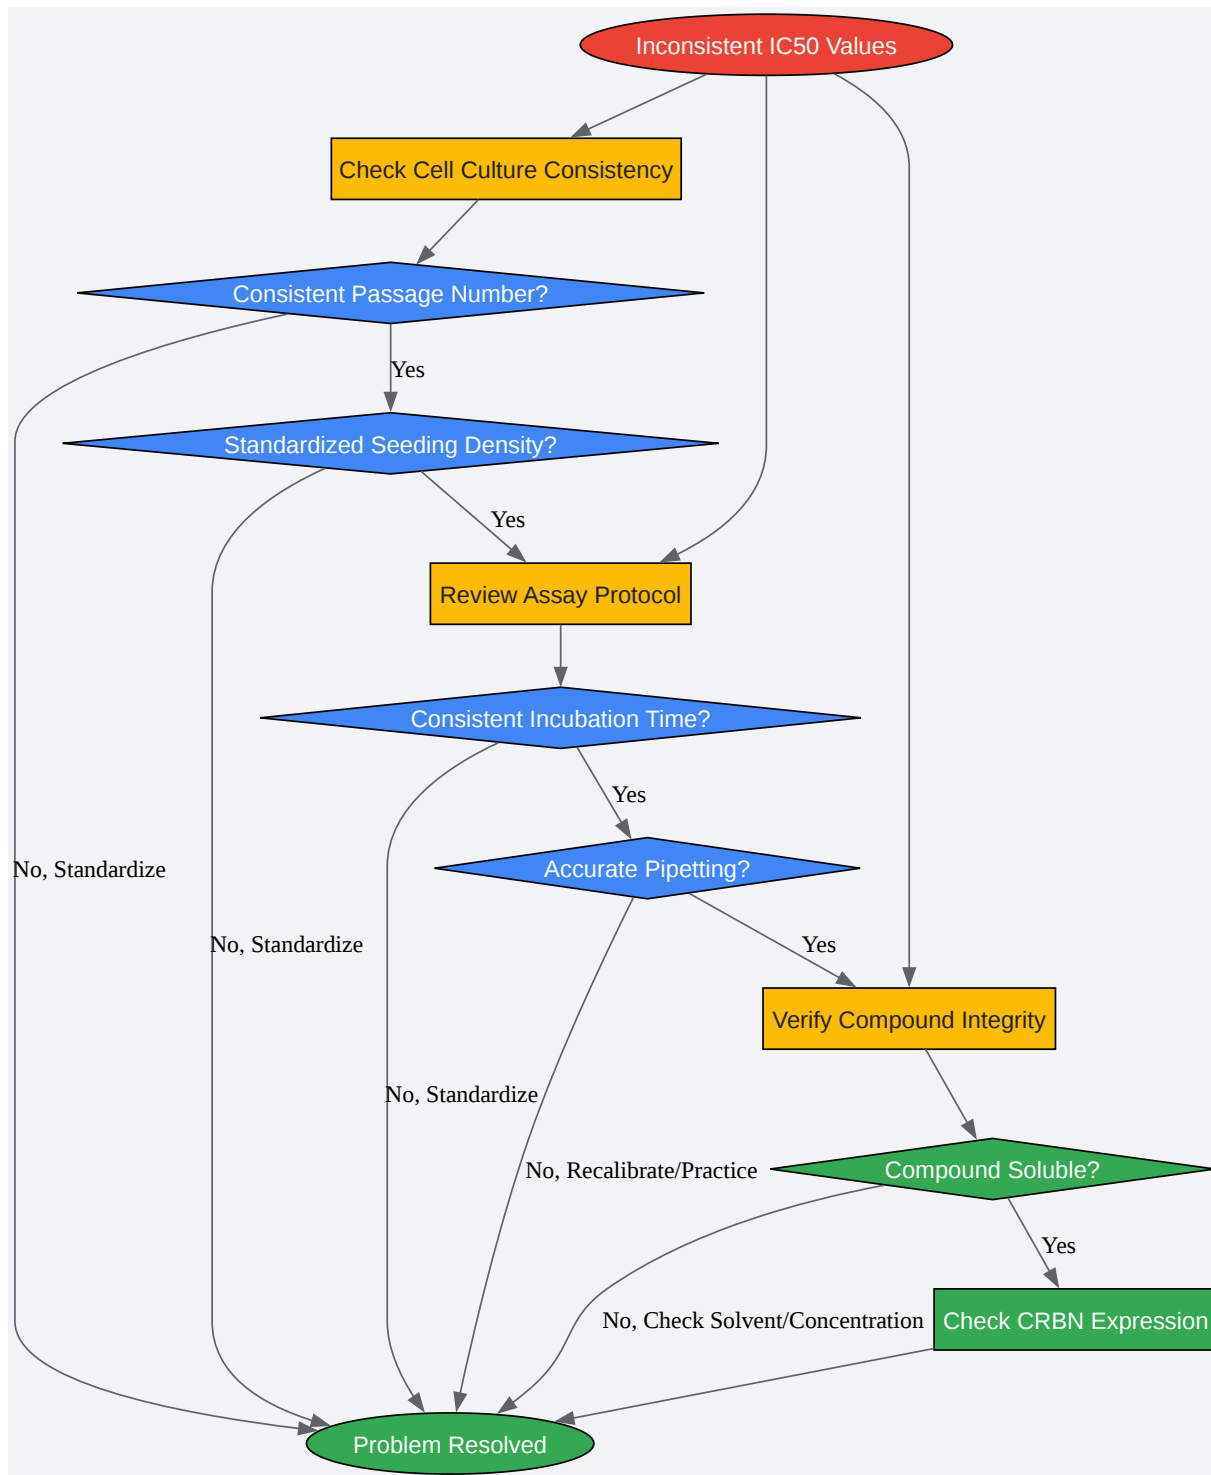 Inconsistent IC50 Values
Check Cell Culture Consistency
Consistent Passage Number?
Yes
Standardized Seeding Density?
Yes
Review Assay Protocol
Consistent Incubation Time?
Yes
No, Standardize
Accurate Pipetting?
No, Standardize
Yes
Verify Compound Integrity
No, Standardize
No, Recalibrate/Practice
Compound Soluble?
Yes
No, Check Solvent/Concentration
Check CRBN Expression
Problem Resolved